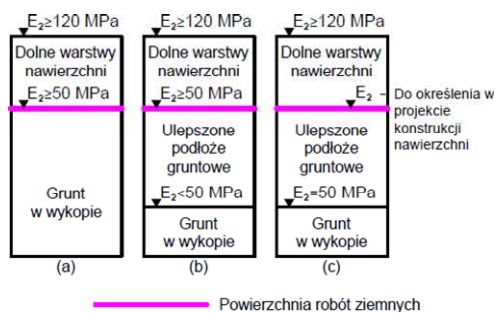 E₂≥120 MPa
Dolne warstwy
nawierzchni
E₂≥50 MPa
Grunt
w wykopie
(a)
E₂≥120 MPa
Dolne warstwy
nawierzchni
E₂≥50 MPa
Ulepszone
podłoże
gruntowe
E₂<50 MPa
Grunt
w wykopie
(b)
E₂≥120 MPa
Dolne warstwy
nawierzchni
E₂ - Do określenia w
projekcie
konstrukcji
nawierzchni
Ulepszone
podłoże
gruntowe
E₂=50 MPa
Grunt
w wykopie
(c)
Powierzchnia robót ziemnych